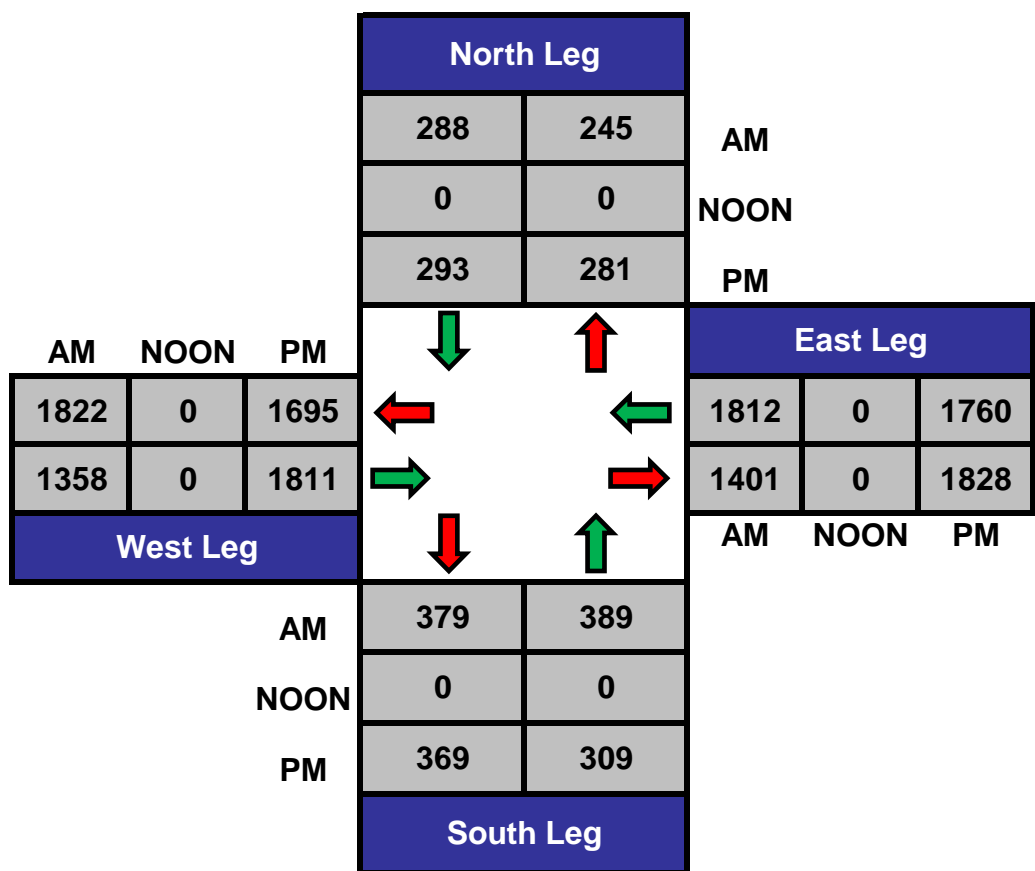 North Leg
288 245 AM
0 0 NOON
293 281 PM
AM NOON PM
East Leg
1822 0 1695
1812 0 1760
1358 0 1811
1401 0 1828
West Leg
AM NOON PM
AM 379 389
NOON 0 0
PM 369 309
South Leg